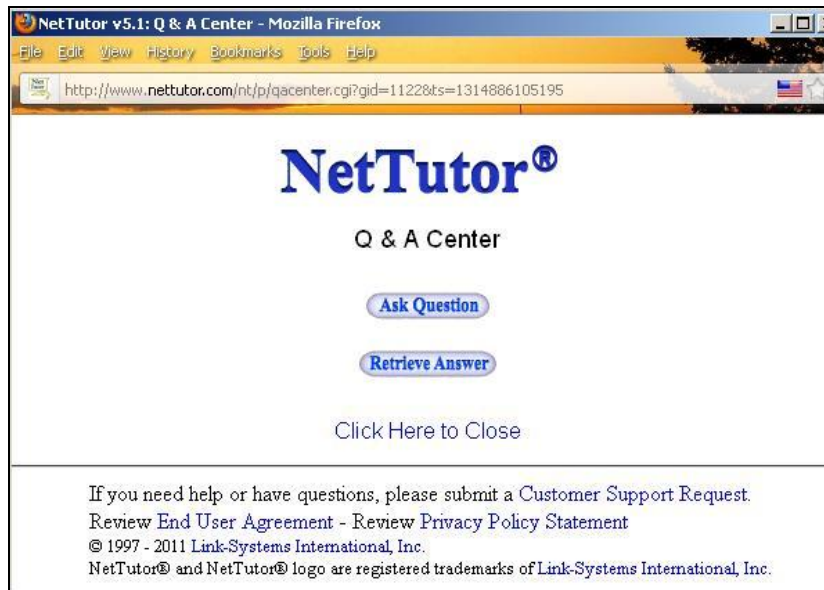 NetTutor v5.1: Q & A Center - Mozilla Firefox
File Edit View History Bookmarks Tools Help
http://www.nettutor.com/nt/p/qacenter.cgi?gid=1122&ts=1314886105195
NetTutor®
Q & A Center
Ask Question
Retrieve Answer
Click Here to Close
If you need help or have questions, please submit a Customer Support Request.
Review End User Agreement - Review Privacy Policy Statement
© 1997 - 2011 Link-Systems International, Inc.
NetTutor® and NetTutor® logo are registered trademarks of Link-Systems International, Inc.